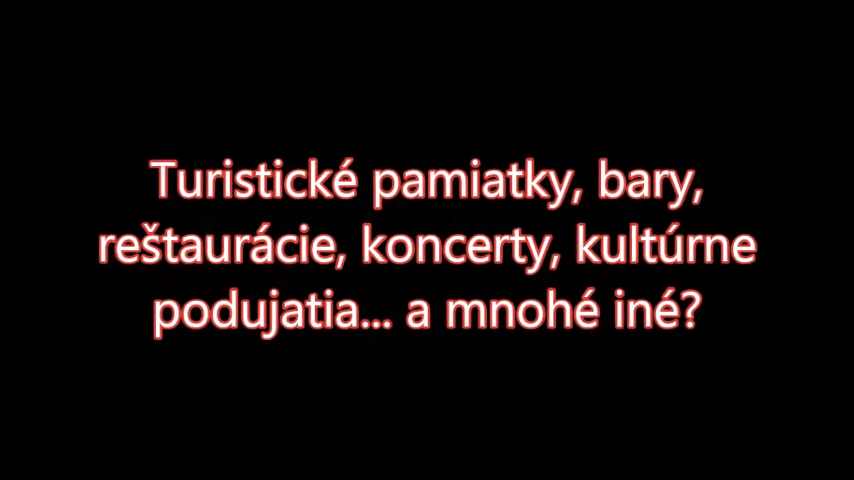 Turistické pamiatky, bary,
reštaurácie, koncerty, kultúrne
podujatia... a mnohé iné?